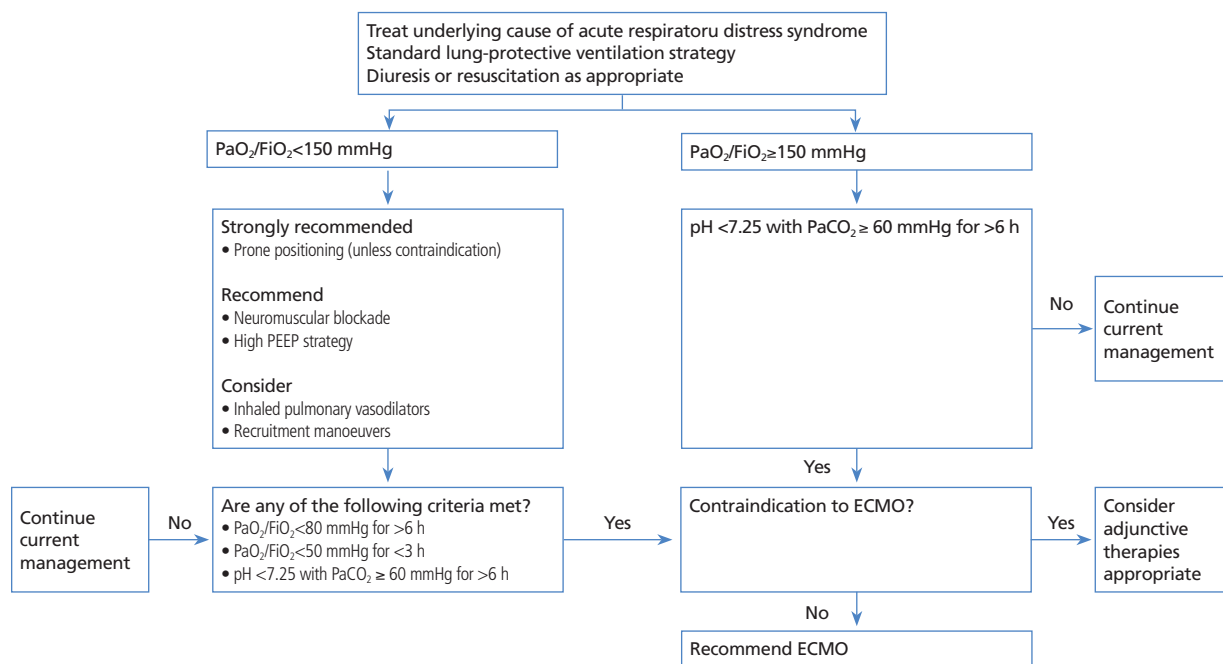 Treat underlying cause of acute respiratoru distress syndrome
Standard lung-protective ventilation strategy
Diuresis or resuscitation as appropriate
PaO₂/FiO₂<150 mmHg
PaO₂/FiO₂≥150 mmHg
Strongly recommended
• Prone positioning (unless contraindication)
Recommend
• Neuromuscular blockade
• High PEEP strategy
Consider
• Inhaled pulmonary vasodilators
• Recruitment manoeuvers
pH <7.25 with PaCO₂ ≥ 60 mmHg for >6 h
No
Continue
current
management
Yes
Continue
current
management
No
Are any of the following criteria met?
• PaO₂/FiO₂<80 mmHg for >6 h
• PaO₂/FiO₂<50 mmHg for <3 h
• pH <7.25 with PaCO₂ ≥ 60 mmHg for >6 h
Yes
Contraindication to ECMO?
Yes
Consider
adjunctive
therapies
appropriate
No
Recommend ECMO